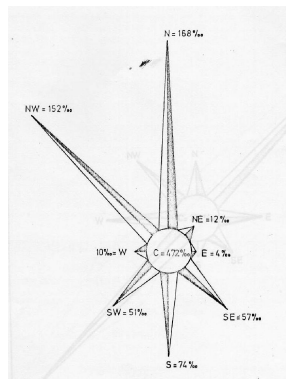 N = 168‰
NW = 152‰
NE = 12‰
10‰ = W
C = 472‰
E = 4‰
SW = 51‰
SE = 57‰
S = 74‰